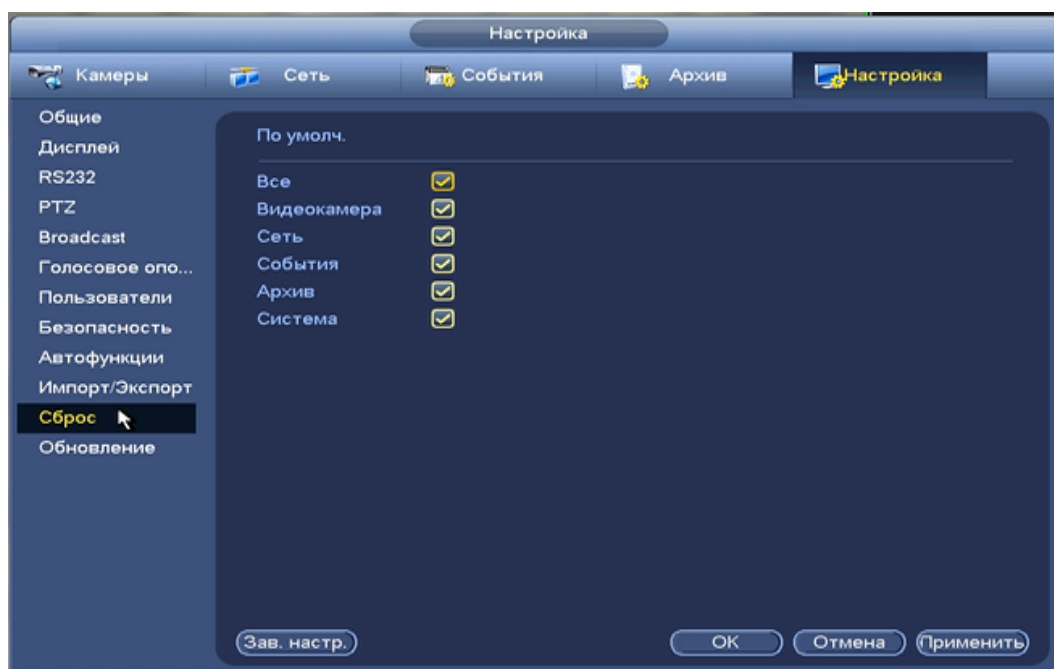 Настройка
Камеры
Сеть
События
Архив
Настройка
Общие
Дисплей
RS232
PTZ
Broadcast
Голосовое опо...
Пользователи
Безопасность
Автофункции
Импорт/Экспорт
Сброс
Обновление
По умолч.
Все
Видеокамера
Сеть
События
Архив
Система
Зав. настр.
OK
Отмена
Применить